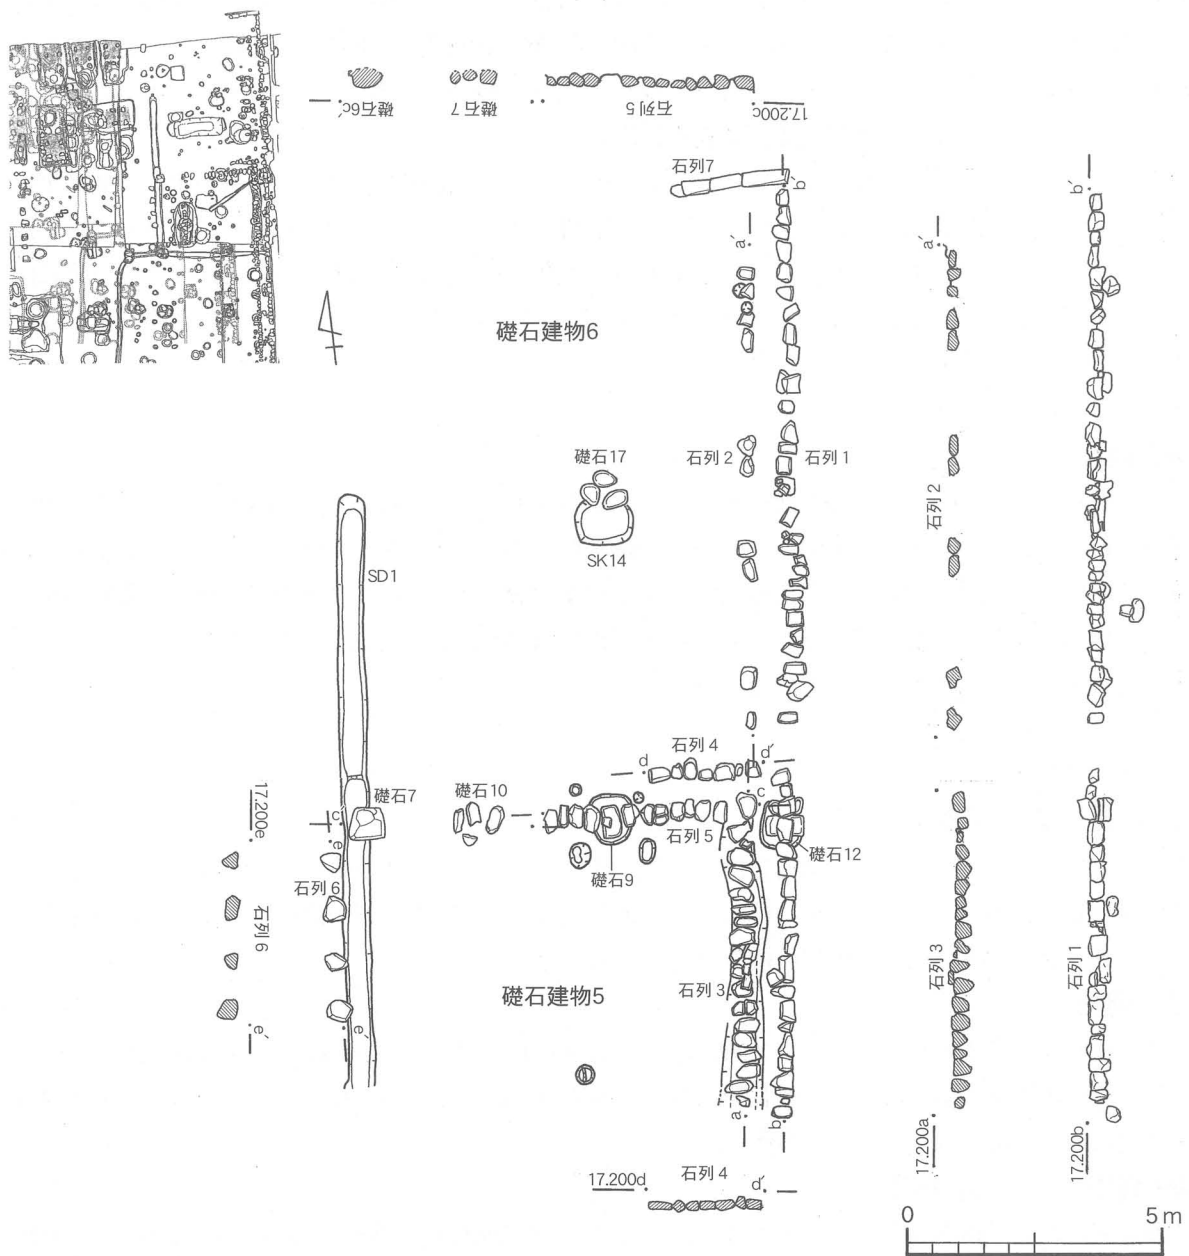 礎石6c´
礎石7
石列5
17.200c
石列7
b´
b´
a´
a´
礎石建物6
礎石17
石列2
石列1
石列2
SK14
SD1
石列4
d
d´
礎石7
礎石10
c´
c
17.200e
e
石列5
礎石12
石列6
石列6
礎石9
礎石建物5
石列3
石列3
石列1
e´
e´
a
b
17.200a
17.200b
石列4
17.200d
d´
0
5m